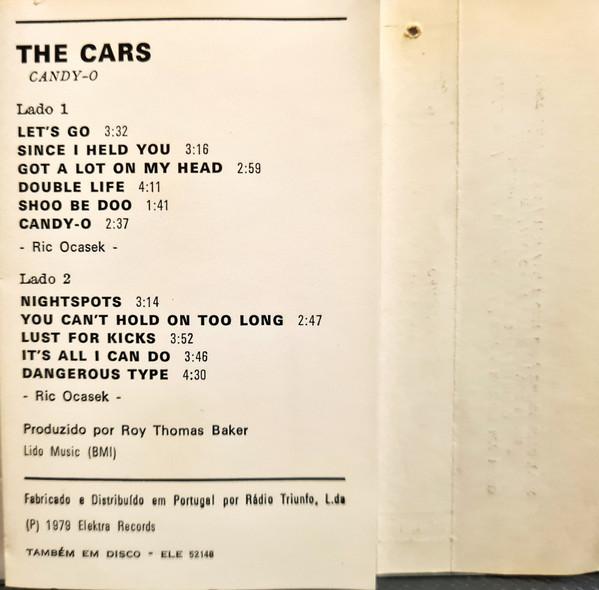 THE CARS
CANDY-O
Lado 1
LET'S GO 3:32
SINCE I HELD YOU 3:16
GOT A LOT ON MY HEAD 2:59
DOUBLE LIFE 4:11
SHOO BE DOO 1:41
CANDY-O 2:37
- Ric Ocasek -
Lado 2
NIGHTSPOTS 3:14
YOU CAN'T HOLD ON TOO LONG 2:47
LUST FOR KICKS 3:52
IT'S ALL I CAN DO 3:46
DANGEROUS TYPE 4:30
- Ric Ocasek -
Produzido por Roy Thomas Baker
Lido Music (BMI)
Fabricado e Distribuído em Portugal por Rádio Triunfo, L.da
(P) 1979 Elektra Records
TAMBÉM EM DISCO - ELE 52148